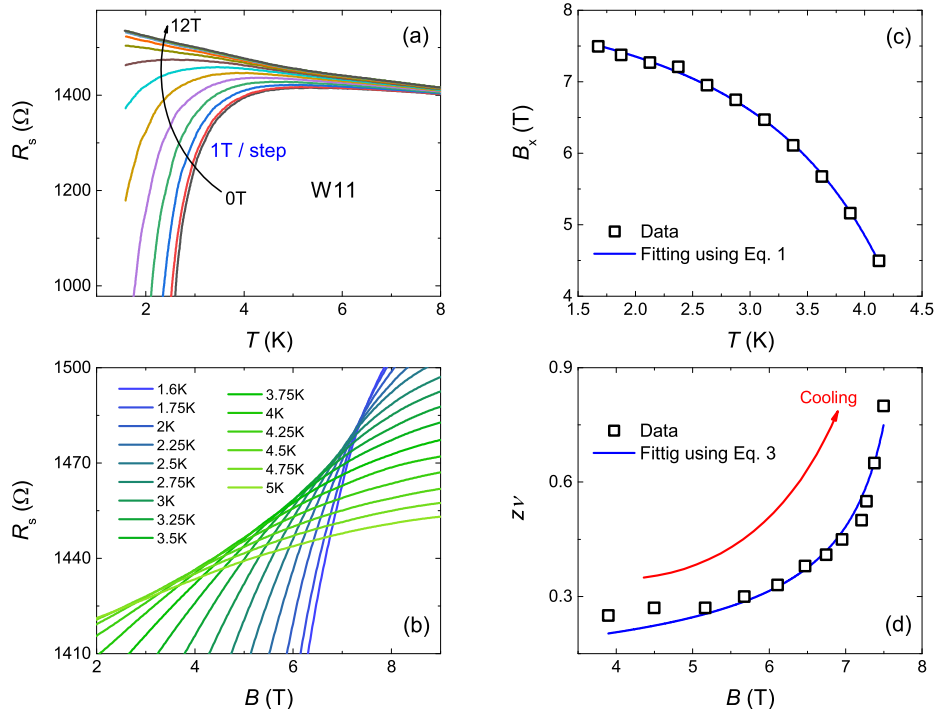 (a)
12T
1T / step
0T
W11
Rs (Ω)
1400
1200
1000
2
4
6
8
T (K)
(c)
Bx (T)
8
7
6
5
4
Data
Fitting using Eq. 1
1.5
2.0
2.5
3.0
3.5
4.0
4.5
T (K)
Rs (Ω)
1500
1470
1440
1410
1.6K
1.75K
2K
2.25K
2.5K
2.75K
3K
3.25K
3.5K
3.75K
4K
4.25K
4.5K
4.75K
5K
(b)
2
4
6
8
B (T)
zν
0.9
0.6
0.3
Cooling
Data
Fittig using Eq. 3
(d)
4
5
6
7
8
B (T)